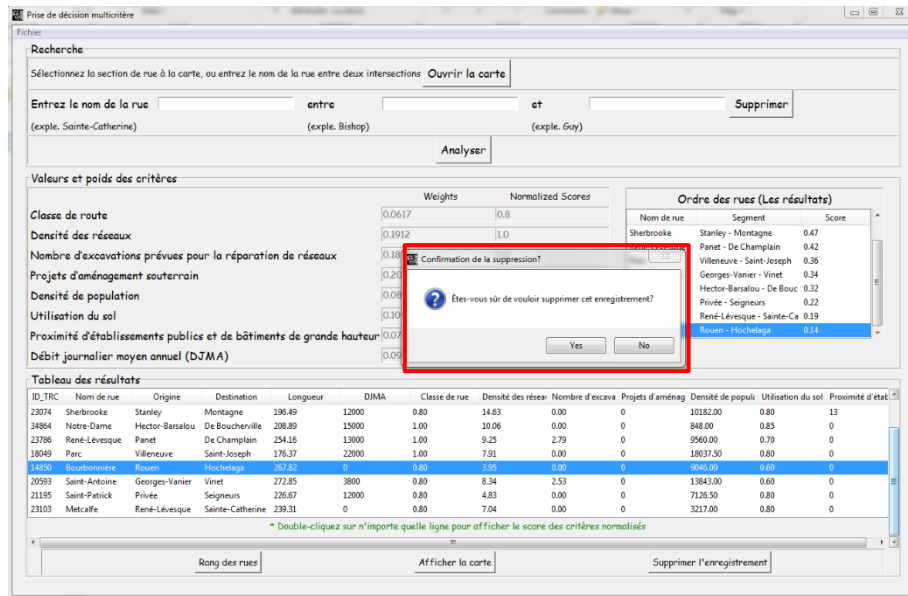 Prise de décision multicritère
Fichier
Recherche
Sélectionnez la section de rue à la carte, ou entrez le nom de la rue entre deux intersections Ouvrir la carte
Entrez le nom de la rue entre et Supprimer
(exple. Sainte-Catherine) (exple. Bishop) (exple. Guy)
Analyser
Valeurs et poids des critères
Weights Normalized Scores
Classe de route 0.0617 0.8
Densité des réseaux 0.1912 1.0
Nombre d'excavations prévues pour la réparation de réseaux 0.18
Projets d'aménagement souterrain 0.20
Densité de population 0.08
Utilisation du sol 0.10
Proximité d'établissements publics et de bâtiments de grande hauteur 0.07
Débit journalier moyen annuel (DJMA) 0.09
Ordre des rues (Les résultats)
Nom de rue Segment Score
Sherbrooke Stanley - Montagne 0.47
Panet - De Champlain 0.42
Villeneuve - Saint-Joseph 0.36
Georges-Vanier - Vinet 0.34
Hector-Barsalou - De Bouc 0.32
Privée - Seigneurs 0.22
René-Lévesque - Sainte-Ca 0.19
Rouen - Hochelaga 0.14
Confirmation de la suppression?
Êtes-vous sûr de vouloir supprimer cet enregistrement?
Yes No
Tableau des résultats
ID_TRC Nom de rue Origine Destination Longueur DJMA Classe de rue Densité des réseau Nombre d'excava Projets d'aménag Densité de populi Utilisation du sol Proximité d'étab
23074 Sherbrooke Stanley Montagne 196.49 12000 0.80 14.63 0.00 0 10182.00 0.80 13
34864 Notre-Dame Hector-Barsalou De Boucherville 208.89 15000 1.00 10.06 0.00 0 848.00 0.85 0
23786 René-Lévesque Panet De Champlain 254.16 13000 1.00 9.25 2.79 0 9560.00 0.70 0
18049 Parc Villeneuve Saint-Joseph 176.37 22000 1.00 7.91 0.00 0 18037.50 0.80 0
14850 Bourbonnière Rouen Hochelaga 267.82 0 0.80 3.95 0.00 0 9046.00 0.60 0
20593 Saint-Antoine Georges-Vanier Vinet 272.85 3800 0.80 8.34 2.53 0 13843.00 0.60 0
21195 Saint-Patrick Privée Seigneurs 226.67 12000 0.80 4.83 0.00 0 7126.50 0.80 0
23103 Metcalfe René-Lévesque Sainte-Catherine 239.31 0 0.80 7.04 0.00 0 3217.00 0.80 0
* Double-cliquez sur n'importe quelle ligne pour afficher le score des critères normalisés
Rang des rues Afficher la carte Supprimer l'enregistrement